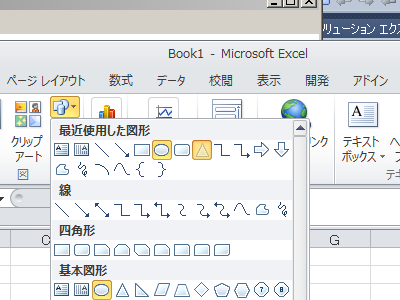 リューション エクス
Book1 - Microsoft Excel
ページ レイアウト 数式 データ 校閲 表示 開発 アドイン
クリップ
アート
テキスト
ボックス
最近使用した図形
線
四角形
基本図形
C
G